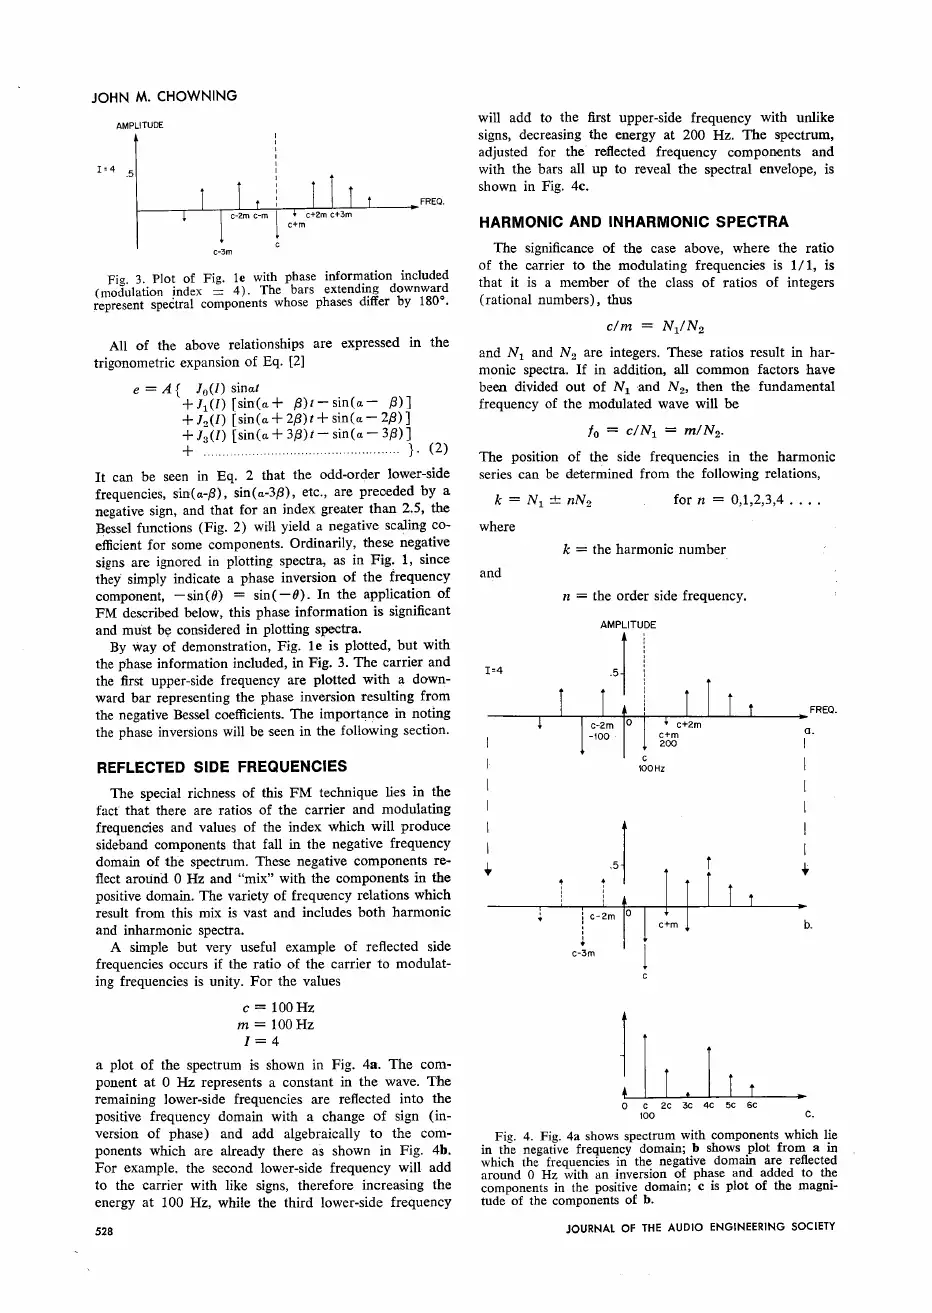 JOHN M. CHOWNING
AMPLITUDE
I=4
.5
FREQ.
c-2m c-m
c+2m c+3m
c+m
c
c-3m
Fig. 3. Plot of Fig. 1e with phase information included
(modulation index = 4). The bars extending downward
represent spectral components whose phases differ by 180°.
All of the above relationships are expressed in the
trigonometric expansion of Eq. [2]
e = A { J₀(I) sinαt
+ J₁(I) [sin(α + β)t − sin(α − β)]
+ J₂(I) [sin(α + 2β)t + sin(α − 2β)]
+ J₃(I) [sin(α + 3β)t − sin(α − 3β)]
+ .............................................. }. (2)
It can be seen in Eq. 2 that the odd-order lower-side
frequencies, sin(α-β), sin(α-3β), etc., are preceded by a
negative sign, and that for an index greater than 2.5, the
Bessel functions (Fig. 2) will yield a negative scaling co-
efficient for some components. Ordinarily, these negative
signs are ignored in plotting spectra, as in Fig. 1, since
they simply indicate a phase inversion of the frequency
component, −sin(θ) = sin(−θ). In the application of
FM described below, this phase information is significant
and must be considered in plotting spectra.
By way of demonstration, Fig. 1e is plotted, but with
the phase information included, in Fig. 3. The carrier and
the first upper-side frequency are plotted with a down-
ward bar representing the phase inversion resulting from
the negative Bessel coefficients. The importance in noting
the phase inversions will be seen in the following section.
REFLECTED SIDE FREQUENCIES
The special richness of this FM technique lies in the
fact that there are ratios of the carrier and modulating
frequencies and values of the index which will produce
sideband components that fall in the negative frequency
domain of the spectrum. These negative components re-
flect around 0 Hz and "mix" with the components in the
positive domain. The variety of frequency relations which
result from this mix is vast and includes both harmonic
and inharmonic spectra.
A simple but very useful example of reflected side
frequencies occurs if the ratio of the carrier to modulat-
ing frequencies is unity. For the values
c = 100 Hz
m = 100 Hz
I = 4
a plot of the spectrum is shown in Fig. 4a. The com-
ponent at 0 Hz represents a constant in the wave. The
remaining lower-side frequencies are reflected into the
positive frequency domain with a change of sign (in-
version of phase) and add algebraically to the com-
ponents which are already there as shown in Fig. 4b.
For example. the second lower-side frequency will add
to the carrier with like signs, therefore increasing the
energy at 100 Hz, while the third lower-side frequency
will add to the first upper-side frequency with unlike
signs, decreasing the energy at 200 Hz. The spectrum,
adjusted for the reflected frequency components and
with the bars all up to reveal the spectral envelope, is
shown in Fig. 4c.
HARMONIC AND INHARMONIC SPECTRA
The significance of the case above, where the ratio
of the carrier to the modulating frequencies is 1/1, is
that it is a member of the class of ratios of integers
(rational numbers), thus
c/m = N₁/N₂
and N₁ and N₂ are integers. These ratios result in har-
monic spectra. If in addition, all common factors have
been divided out of N₁ and N₂, then the fundamental
frequency of the modulated wave will be
f₀ = c/N₁ = m/N₂.
The position of the side frequencies in the harmonic
series can be determined from the following relations,
k = N₁ ± nN₂ for n = 0,1,2,3,4 . . . .
where
k = the harmonic number
and
n = the order side frequency.
AMPLITUDE
I=4
.5
FREQ.
c-2m
0
c+2m
-100
c+m
200
a.
c
100Hz
.5
c-2m
0
c+m
b.
c-3m
c
0 c 2c 3c 4c 5c 6c
100
c.
Fig. 4. Fig. 4a shows spectrum with components which lie
in the negative frequency domain; b shows plot from a in
which the frequencies in the negative domain are reflected
around 0 Hz with an inversion of phase and added to the
components in the positive domain; c is plot of the magni-
tude of the components of b.
528
JOURNAL OF THE AUDIO ENGINEERING SOCIETY